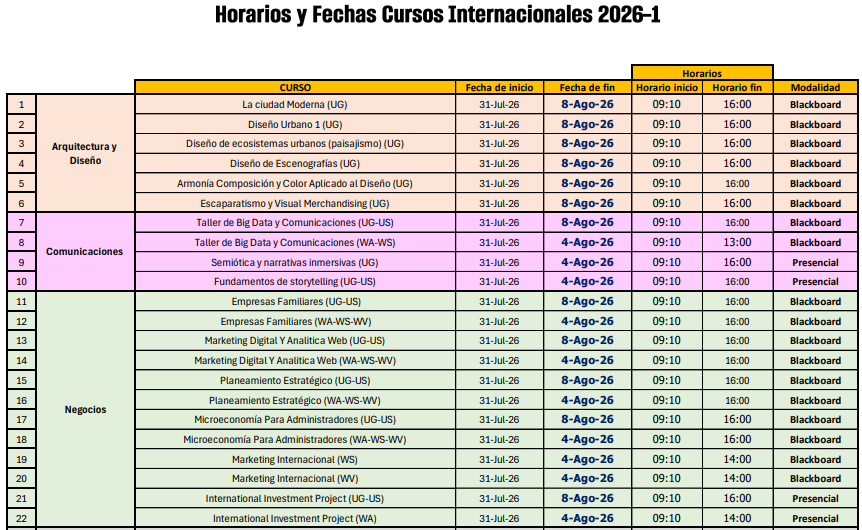 Horarios y Fechas Cursos Internacionales 2026-1
Horarios
CURSO Fecha de inicio Fecha de fin Horario inicio Horario fin Modalidad
Arquitectura y Diseño
1 La ciudad Moderna (UG) 31-Jul-26 8-Ago-26 09:10 16:00 Blackboard
2 Diseño Urbano 1 (UG) 31-Jul-26 8-Ago-26 09:10 16:00 Blackboard
3 Diseño de ecosistemas urbanos (paisajismo) (UG) 31-Jul-26 8-Ago-26 09:10 16:00 Blackboard
4 Diseño de Escenografías (UG) 31-Jul-26 8-Ago-26 09:10 16:00 Blackboard
5 Armonía Composición y Color Aplicado al Diseño (UG) 31-Jul-26 8-Ago-26 09:10 16:00 Blackboard
6 Escaparatismo y Visual Merchandising (UG) 31-Jul-26 8-Ago-26 09:10 16:00 Blackboard
Comunicaciones
7 Taller de Big Data y Comunicaciones (UG-US) 31-Jul-26 8-Ago-26 09:10 16:00 Blackboard
8 Taller de Big Data y Comunicaciones (WA-WS) 31-Jul-26 4-Ago-26 09:10 13:00 Blackboard
9 Semiótica y narrativas inmersivas (UG) 31-Jul-26 4-Ago-26 09:10 16:00 Presencial
10 Fundamentos de storytelling (UG-US) 31-Jul-26 4-Ago-26 09:10 16:00 Presencial
Negocios
11 Empresas Familiares (UG-US) 31-Jul-26 8-Ago-26 09:10 16:00 Blackboard
12 Empresas Familiares (WA-WS-WV) 31-Jul-26 4-Ago-26 09:10 16:00 Blackboard
13 Marketing Digital Y Analitica Web (UG-US) 31-Jul-26 8-Ago-26 09:10 16:00 Blackboard
14 Marketing Digital Y Analitica Web (WA-WS-WV) 31-Jul-26 4-Ago-26 09:10 16:00 Blackboard
15 Planeamiento Estratégico (UG-US) 31-Jul-26 8-Ago-26 09:10 16:00 Blackboard
16 Planeamiento Estratégico (WA-WS-WV) 31-Jul-26 4-Ago-26 09:10 16:00 Blackboard
17 Microeconomía Para Administradores (UG-US) 31-Jul-26 8-Ago-26 09:10 16:00 Blackboard
18 Microeconomía Para Administradores (WA-WS-WV) 31-Jul-26 4-Ago-26 09:10 16:00 Blackboard
19 Marketing Internacional (WS) 31-Jul-26 4-Ago-26 09:10 14:00 Blackboard
20 Marketing Internacional (WV) 31-Jul-26 4-Ago-26 09:10 14:00 Blackboard
21 International Investment Project (UG-US) 31-Jul-26 8-Ago-26 09:10 16:00 Presencial
22 International Investment Project (WA) 31-Jul-26 4-Ago-26 09:10 14:00 Presencial